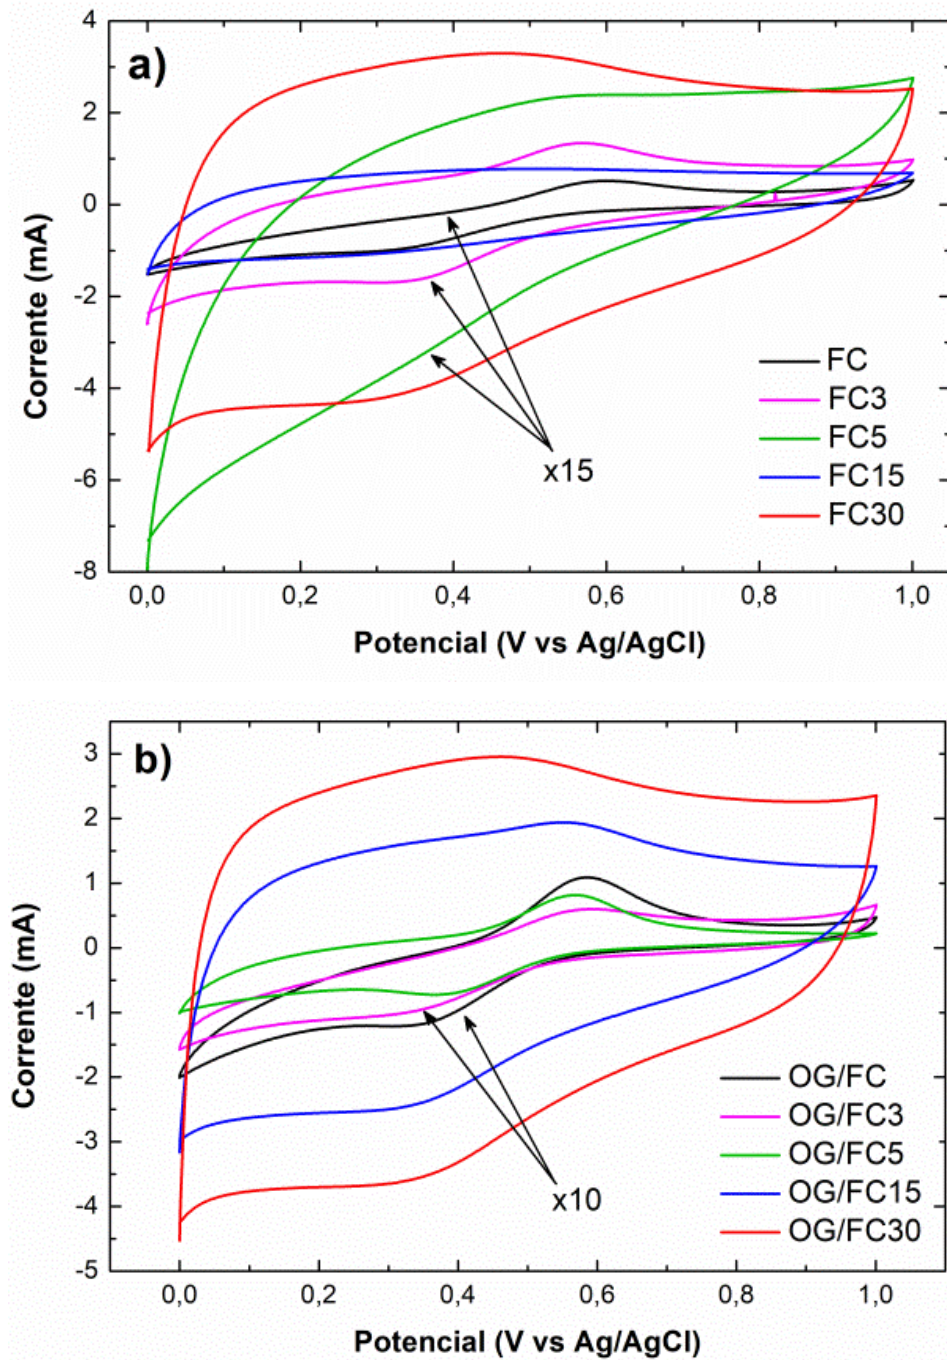 a)
4
2
0
-2
-4
-6
-8
Corrente (mA)
x15
FC
FC3
FC5
FC15
FC30
0,0 0,2 0,4 0,6 0,8 1,0
Potencial (V vs Ag/AgCl)
b)
3
2
1
0
-1
-2
-3
-4
-5
Corrente (mA)
x10
OG/FC
OG/FC3
OG/FC5
OG/FC15
OG/FC30
0,0 0,2 0,4 0,6 0,8 1,0
Potencial (V vs Ag/AgCl)